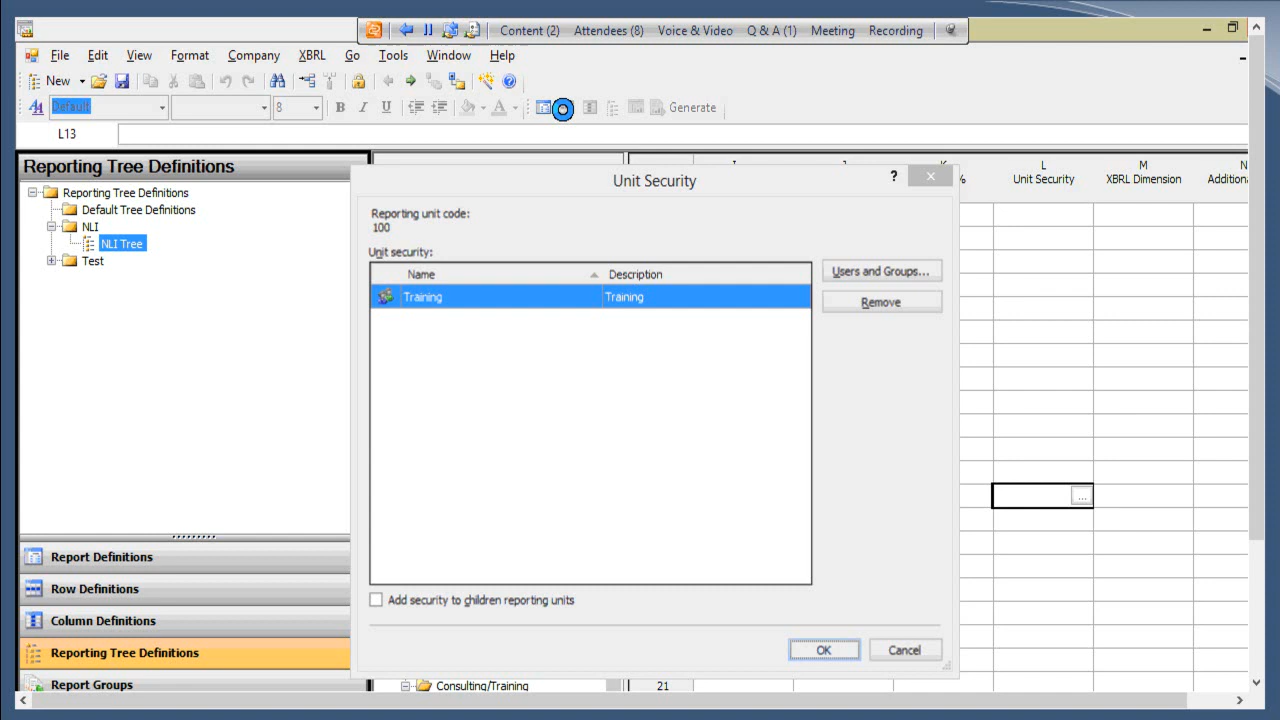 Content (2) Attendees (8) Voice & Video Q & A (1) Meeting Recording
File Edit View Format Company XBRL Go Tools Window Help
New
Default 8 B I U A Generate
L13
Reporting Tree Definitions
Reporting Tree Definitions
Default Tree Definitions
NLI
NLI Tree
Test
Report Definitions
Row Definitions
Column Definitions
Reporting Tree Definitions
Report Groups
Unit Security
?
Reporting unit code:
100
Unit security:
Name Description
Training Training
Users and Groups...
Remove
Add security to children reporting units
OK Cancel
L M N
% Unit Security XBRL Dimension Addition
...
Consulting/Training 21